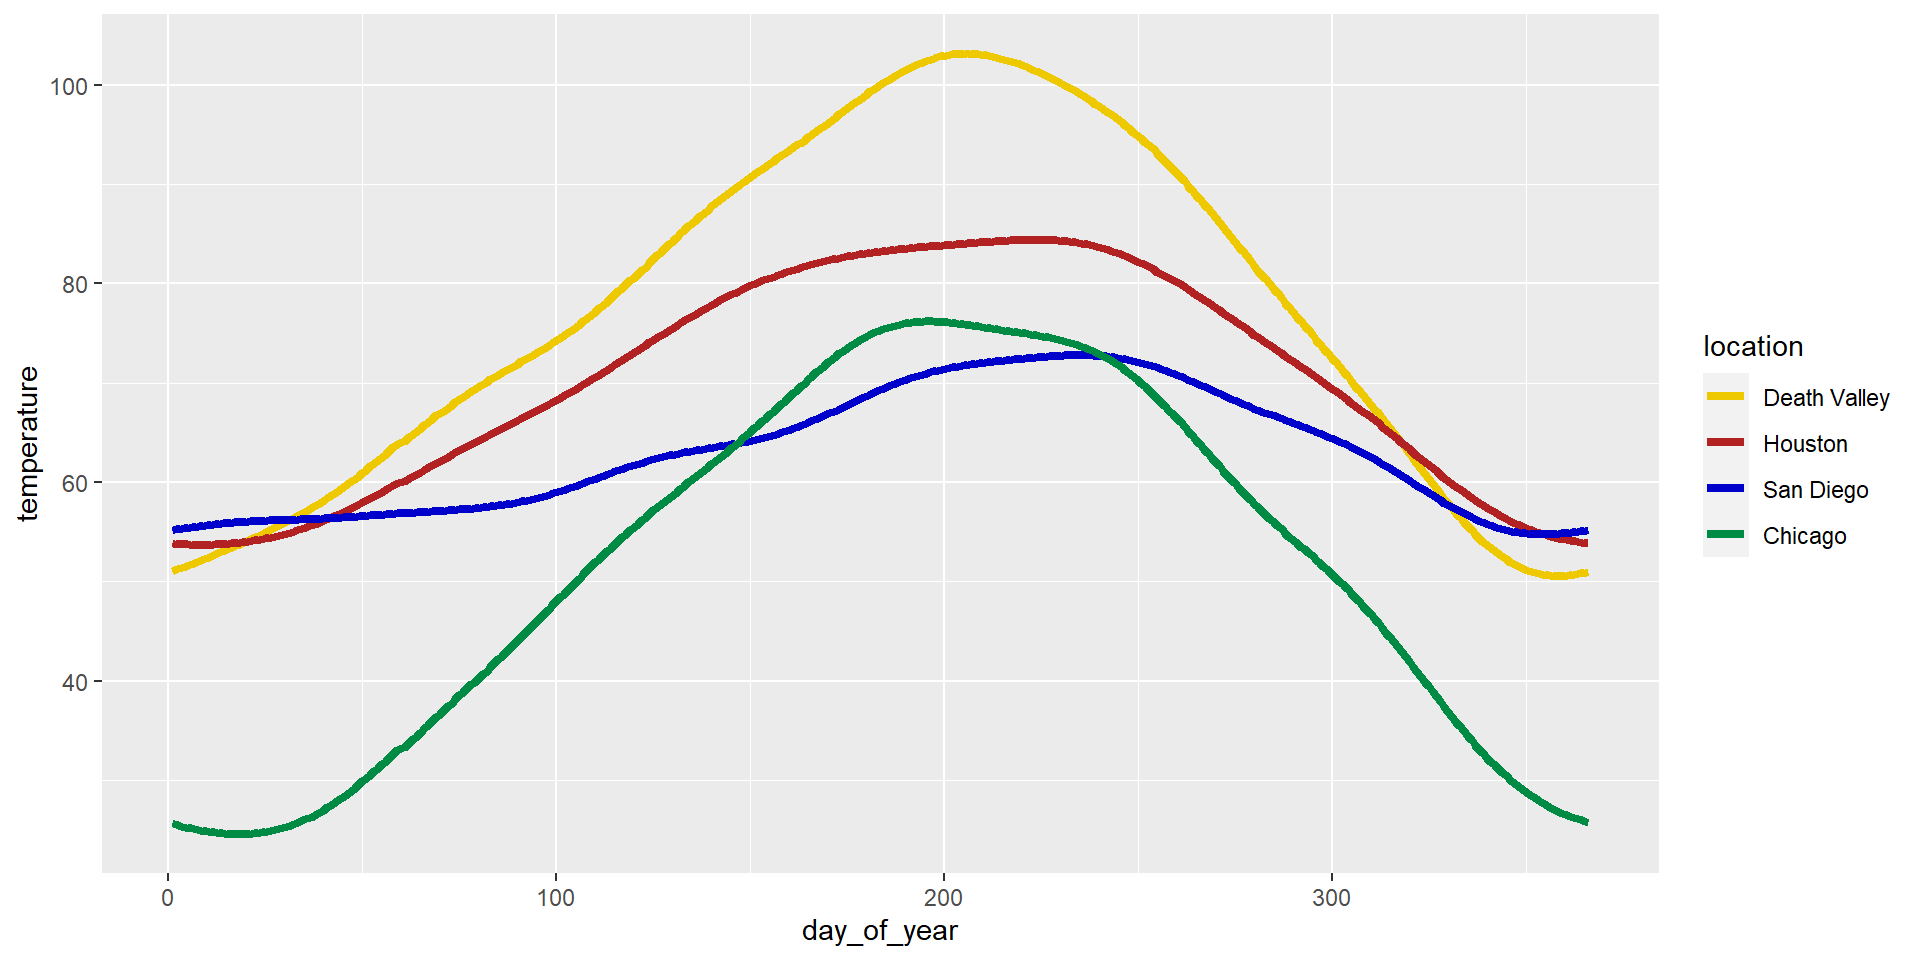 temperature
100
80
60
40
0
100
200
300
day_of_year
location
Death Valley
Houston
San Diego
Chicago